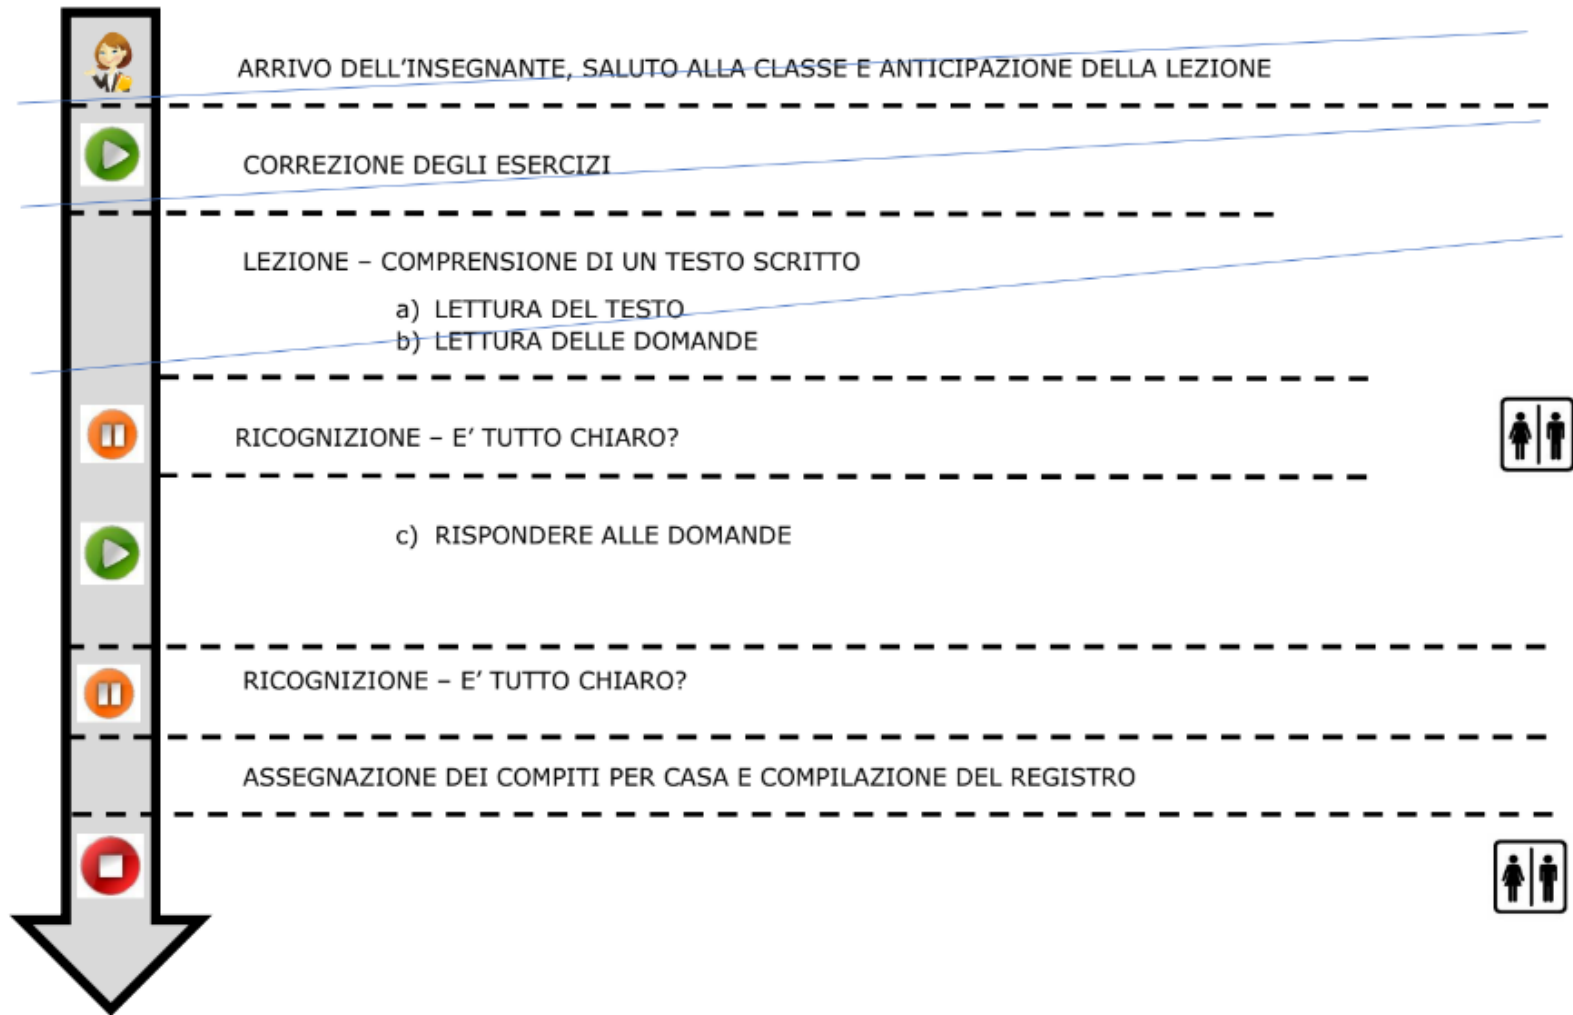 ARRIVO DELL'INSEGNANTE, SALUTO ALLA CLASSE E ANTICIPAZIONE DELLA LEZIONE
CORREZIONE DEGLI ESERCIZI
LEZIONE – COMPRENSIONE DI UN TESTO SCRITTO
a) LETTURA DEL TESTO
b) LETTURA DELLE DOMANDE
RICOGNIZIONE – E' TUTTO CHIARO?
c) RISPONDERE ALLE DOMANDE
RICOGNIZIONE – E' TUTTO CHIARO?
ASSEGNAZIONE DEI COMPITI PER CASA E COMPILAZIONE DEL REGISTRO